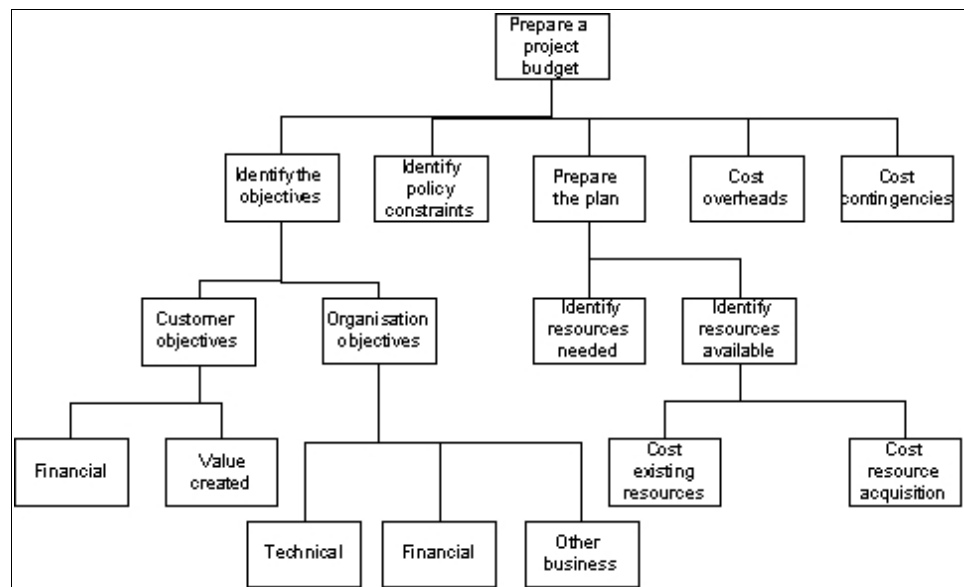 Prepare a
project
budget
Identify the
objectives
Identify
policy
constraints
Prepare
the plan
Cost
overheads
Cost
contingencies
Customer
objectives
Organisation
objectives
Identify
resources
needed
Identify
resources
available
Financial
Value
created
Cost
existing
resources
Cost
resource
acquisition
Technical
Financial
Other
business